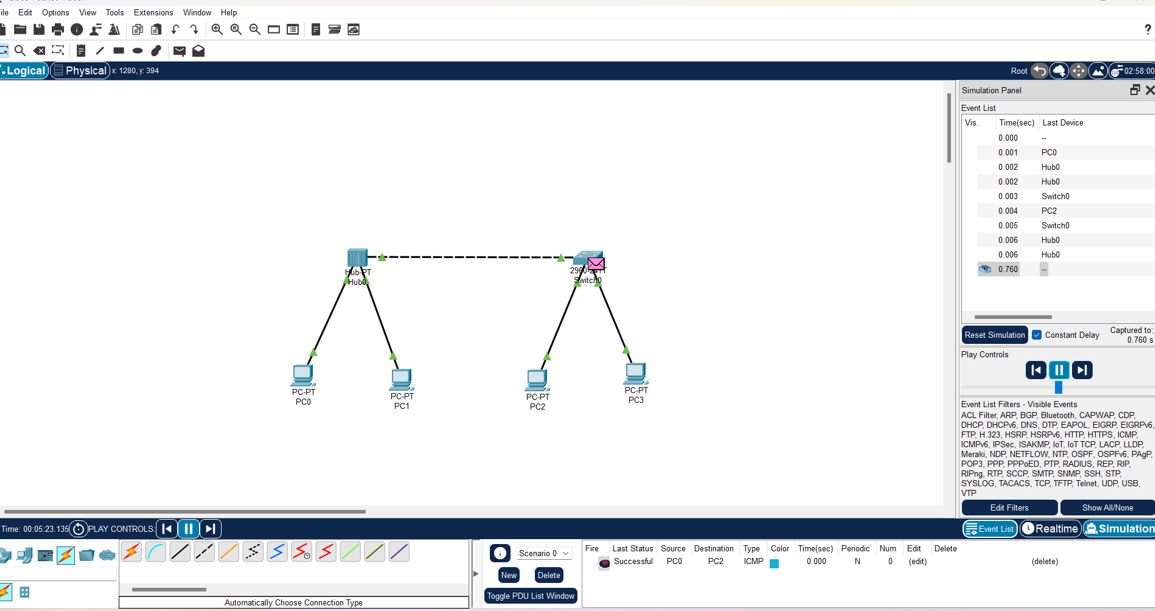 File Edit Options View Tools Extensions Window Help
?
Logical Physical x: 1280, y: 394 Root 02:58:00
Simulation Panel
Event List
Vis. Time(sec) Last Device
0.000 --
0.001 PC0
0.002 Hub0
0.002 Hub0
0.003 Switch0
0.004 PC2
0.005 Switch0
0.006 Hub0
0.006 Hub0
0.760 --
Hub-PT
Hub0
Switch0
PC-PT
PC0
PC-PT
PC1
PC-PT
PC2
PC-PT
PC3
Reset Simulation Constant Delay Captured to:
0.760 s
Play Controls
Event List Filters - Visible Events
ACL Filter, ARP, BGP, Bluetooth, CAPWAP, CDP,
DHCP, DHCPv6, DNS, DTP, EAPOL, EIGRP, EIGRPv6,
FTP, H.323, HSRP, HSRPv6, HTTP, HTTPS, ICMP,
ICMPv6, IPSec, ISAKMP, IoT, IoT TCP, LACP, LLDP,
Meraki, NDP, NETFLOW, NTP, OSPF, OSPFv6, PAgP,
POP3, PPP, PPPoED, PTP, RADIUS, REP, RIP,
RIPng, RTP, SCCP, SMTP, SNMP, SSH, STP,
SYSLOG, TACACS, TCP, TFTP, Telnet, UDP, USB,
VTP
Edit Filters Show All/None
Time: 00:05:23.135 PLAY CONTROLS: Event List Realtime Simulation
Scenario 0
New Delete
Toggle PDU List Window
Fire Last Status Source Destination Type Color Time(sec) Periodic Num Edit Delete
Successful PC0 PC2 ICMP 0.000 N 0 (edit) (delete)
Automatically Choose Connection Type